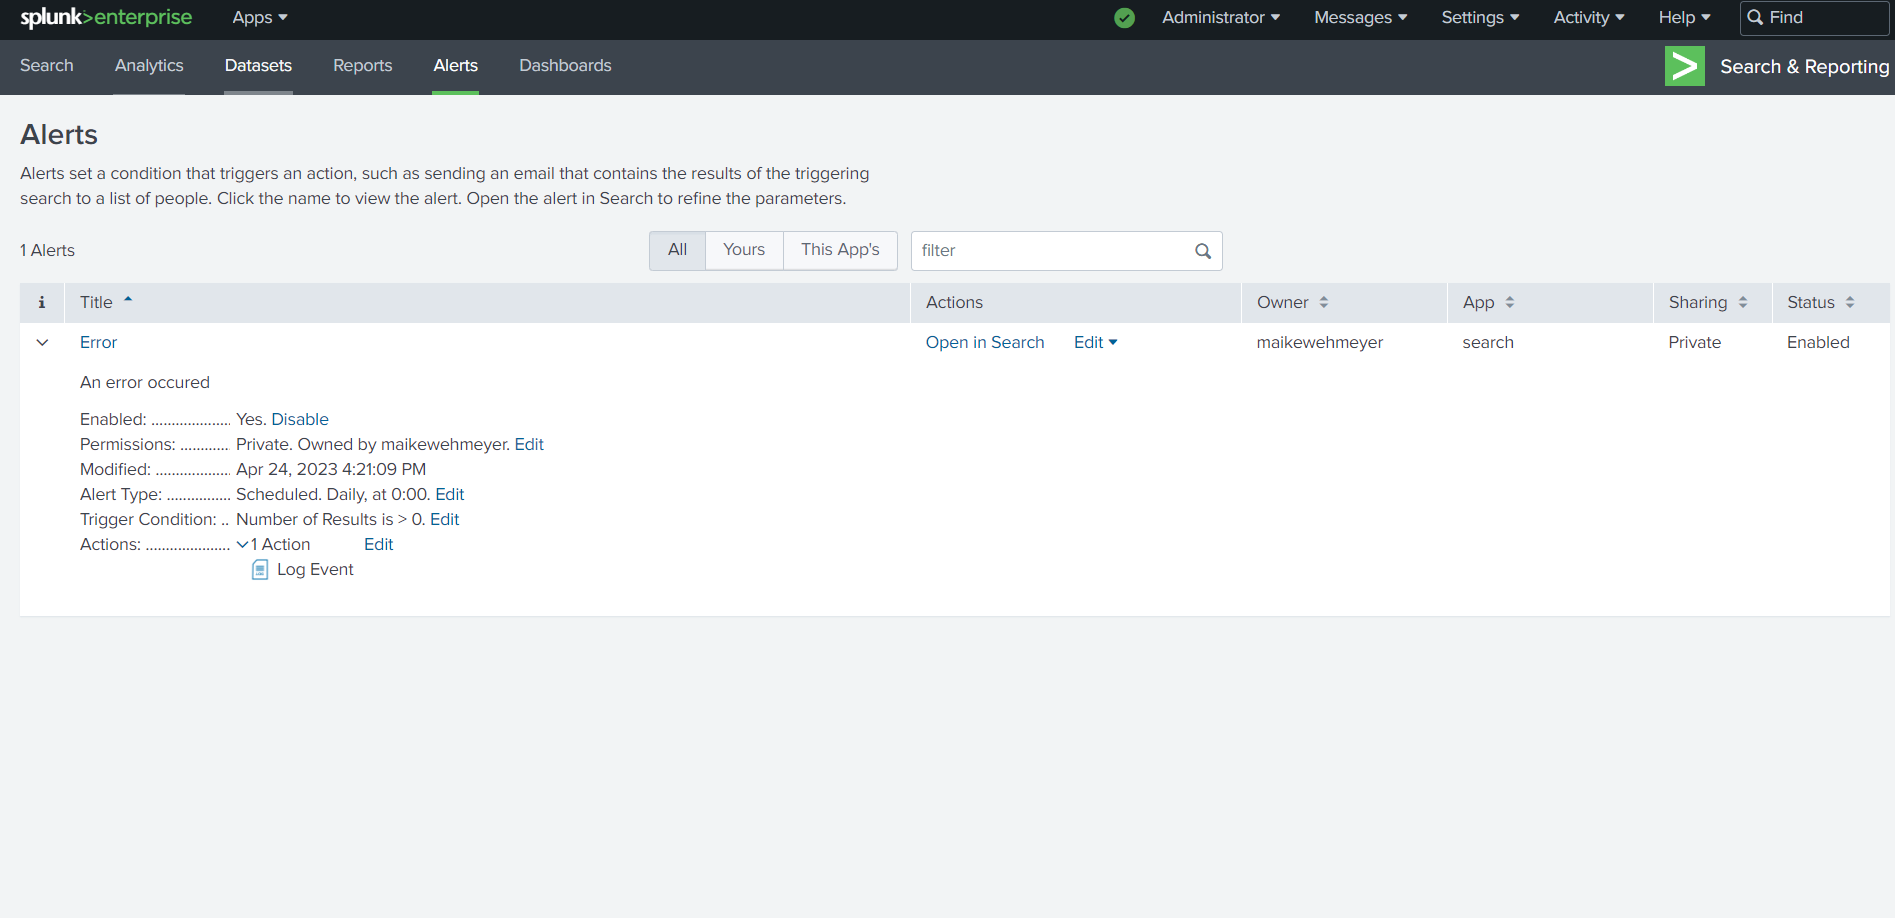 splunk>enterprise Apps Administrator Messages Settings Activity Help Find
Search Analytics Datasets Reports Alerts Dashboards Search & Reporting
Alerts
Alerts set a condition that triggers an action, such as sending an email that contains the results of the triggering
search to a list of people. Click the name to view the alert. Open the alert in Search to refine the parameters.
1 Alerts All Yours This App's filter
i Title Actions Owner App Sharing Status
Error Open in Search Edit maikewehmeyer search Private Enabled
An error occured
Enabled: ................... Yes. Disable
Permissions: ............ Private. Owned by maikewehmeyer. Edit
Modified: .................. Apr 24, 2023 4:21:09 PM
Alert Type: ................ Scheduled. Daily, at 0:00. Edit
Trigger Condition: .. Number of Results is > 0. Edit
Actions: ..................... 1 Action Edit
Log Event